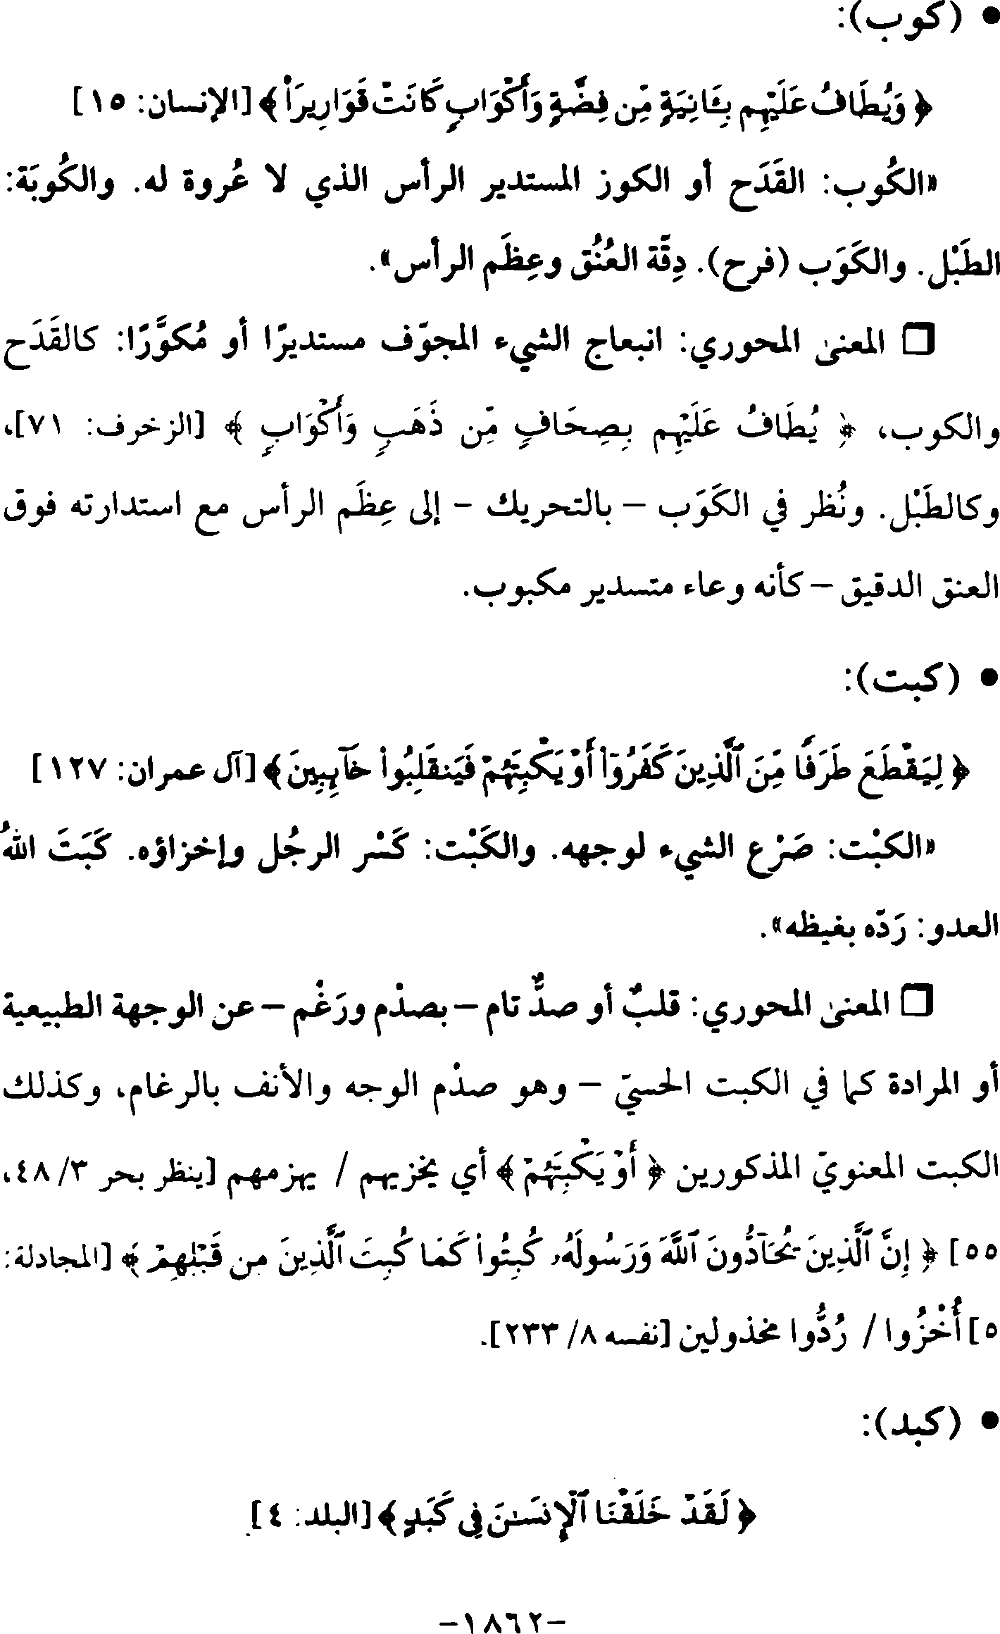 • (كوب):
﴿ وَيُطَافُ عَلَيْهِم بِـَٔانِيَةٍ مِّن فِضَّةٍ وَأَكْوَابٍ كَانَتْ قَوَارِيرَا۠ ﴾ [الإنسان: ١٥]
«الكُوب: القَدَح أو الكوز المستدير الرأس الذي لا عُروة له. والكُوبَة:
الطَبْل. والكَوَب (فرح). دِقّة العُنُق وعِظَم الرأس».
❒ المعنى المحوري: انبعاج الشيء المجوّف مستديرًا أو مُكوَّرًا: كالقَدَح
والكوب، ﴿ يُطَافُ عَلَيْهِم بِصِحَافٍ مِّن ذَهَبٍ وَأَكْوَابٍ ﴾ [الزخرف: ٧١]،
وكالطَبْل. ونُظر في الكَوَب – بالتحريك – إلى عِظَم الرأس مع استدارته فوق
العنق الدقيق – كأنه وعاء متسدير مكبوب.
• (كبت):
﴿ لِيَقْطَعَ طَرَفًا مِّنَ ٱلَّذِينَ كَفَرُوٓا۟ أَوْ يَكْبِتَهُمْ فَيَنقَلِبُوا۟ خَآئِبِينَ ﴾ [آل عمران: ١٢٧]
«الكبْت: صَرْع الشيء لوجهه. والكَبْت: كَسْر الرجُل وإخزاؤه. كَبَتَ اللهُ
العدو: رَدّه بغيظه».
❒ المعنى المحوري: قلبٌ أو صدٌّ تام – بصدْم ورَغْم – عن الوجهة الطبيعية
أو المرادة كما في الكبت الحسيّ – وهو صدْم الوجه والأنف بالرغام، وكذلك
الكبت المعنويّ المذكورين ﴿ أَوْ يَكْبِتَهُمْ ﴾ أي يخزيهم / يهزمهم [ينظر بحر ٣/ ٤٨،
٥٥] ﴿ إِنَّ ٱلَّذِينَ يُحَآدُّونَ ٱللَّهَ وَرَسُولَهُۥ كُبِتُوا۟ كَمَا كُبِتَ ٱلَّذِينَ مِن قَبْلِهِمْ ﴾ [المجادلة:
٥] أُخْزُوا / رُدُّوا مخذولين [نفسه ٨/ ٢٣٣].
• (كبد):
﴿ لَقَدْ خَلَقْنَا ٱلْإِنسَـٰنَ فِى كَبَدٍ ﴾ [البلد: ٤]
-١٨٦٢-